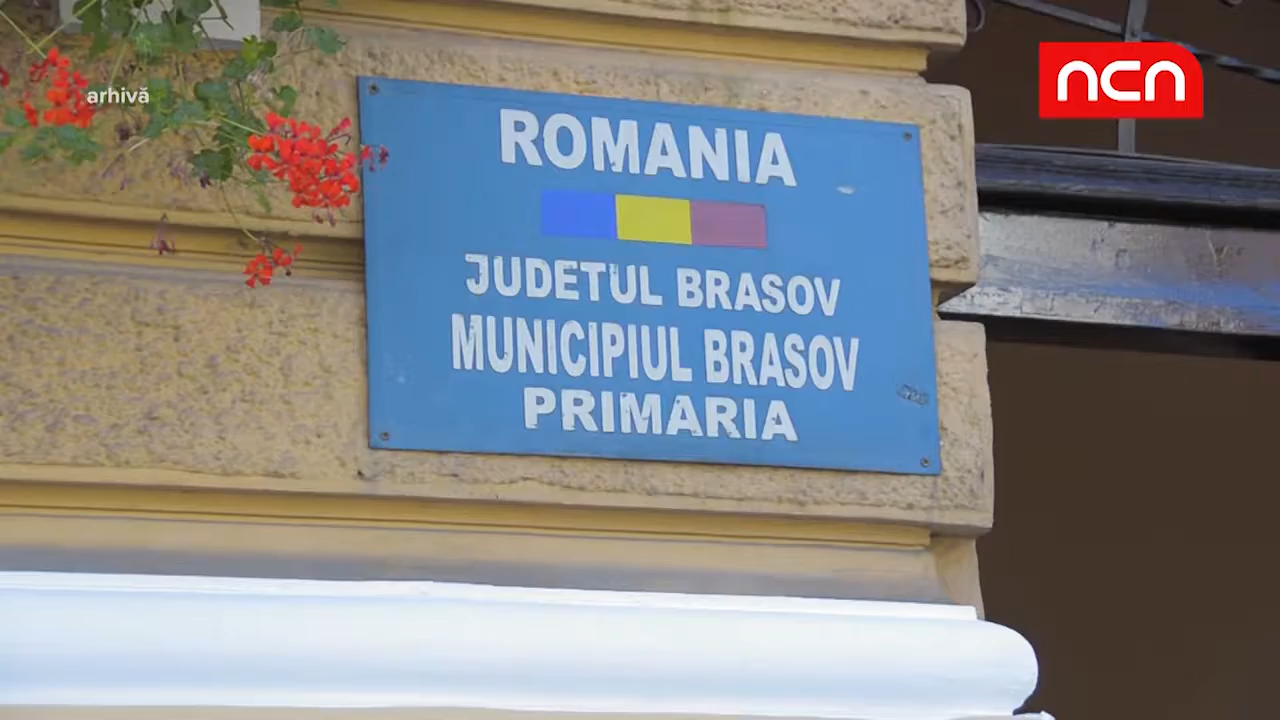 arhivă
ncn
ROMANIA
JUDETUL BRASOV
MUNICIPIUL BRASOV
PRIMARIA